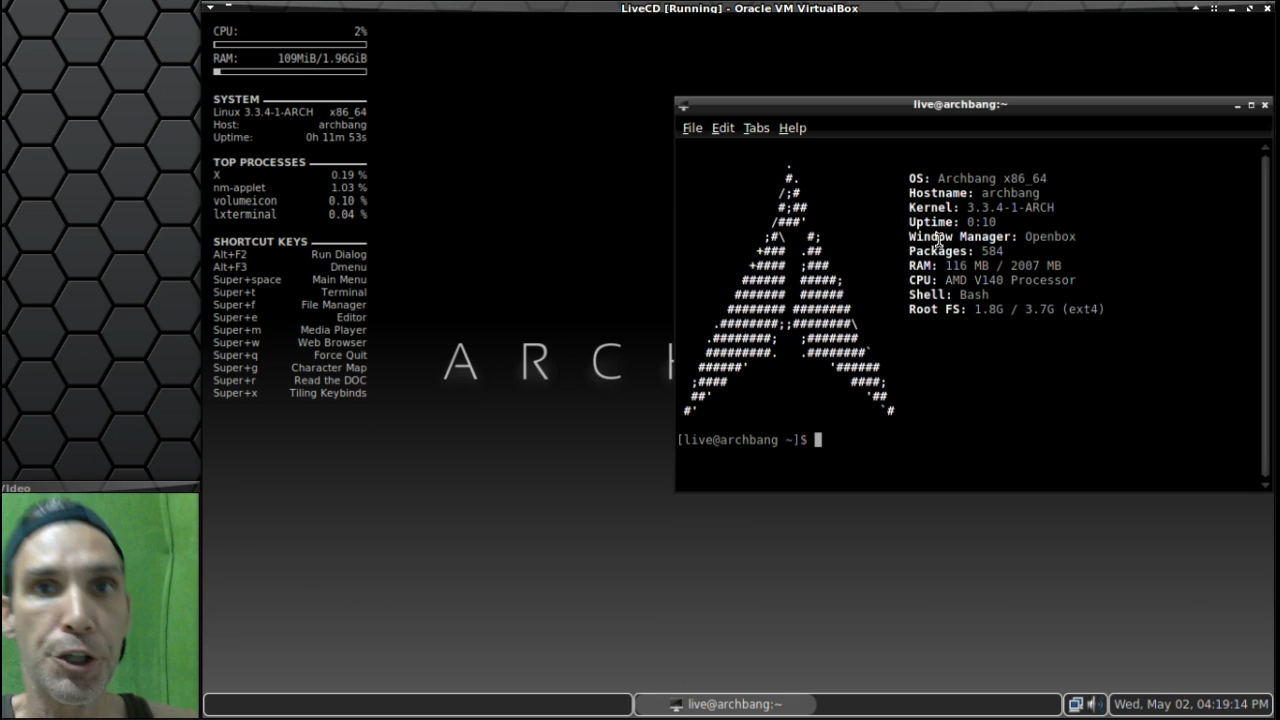 LiveCD [Running] - Oracle VM VirtualBox
CPU: 2%
RAM: 109MiB/1.96GiB
SYSTEM
Linux 3.3.4-1-ARCH x86_64
Host: archbang
Uptime: 0h 11m 53s
TOP PROCESSES
X 0.19 %
nm-applet 1.03 %
volumeicon 0.10 %
lxterminal 0.04 %
SHORTCUT KEYS
Alt+F2 Run Dialog
Alt+F3 Dmenu
Super+space Main Menu
Super+t Terminal
Super+f File Manager
Super+e Editor
Super+m Media Player
Super+w Web Browser
Super+q Force Quit
Super+g Character Map
Super+r Read the DOC
Super+x Tiling Keybinds
ARCH
live@archbang:~
File Edit Tabs Help
OS: Archbang x86_64
Hostname: archbang
Kernel: 3.3.4-1-ARCH
Uptime: 0:10
Window Manager: Openbox
Packages: 584
RAM: 116 MB / 2007 MB
CPU: AMD V140 Processor
Shell: Bash
Root FS: 1.8G / 3.7G (ext4)
[live@archbang ~]$
Video
live@archbang:~
Wed, May 02, 04:19:14 PM